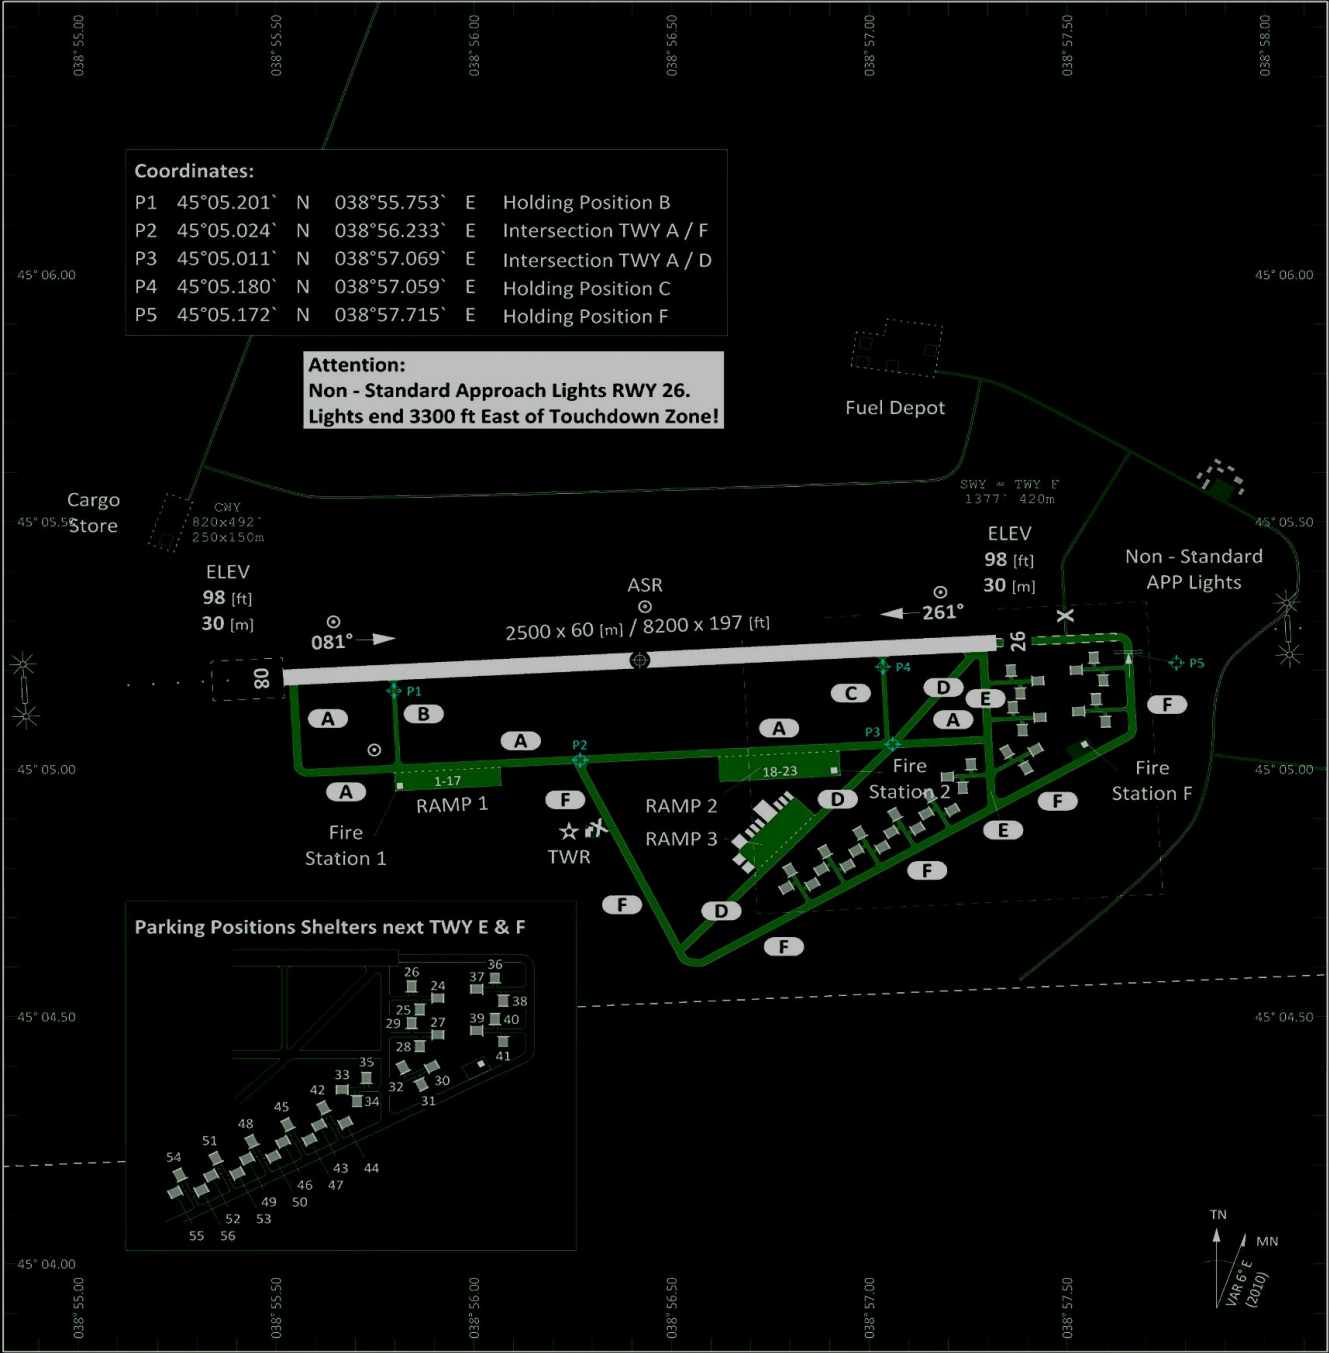 038° 55.00
038° 55.50
038° 56.00
038° 56.50
038° 57.00
038° 57.50
038° 58.00
Coordinates:
P1 45°05.201` N 038°55.753` E Holding Position B
P2 45°05.024` N 038°56.233` E Intersection TWY A / F
P3 45°05.011` N 038°57.069` E Intersection TWY A / D
P4 45°05.180` N 038°57.059` E Holding Position C
P5 45°05.172` N 038°57.715` E Holding Position F
45° 06.00
45° 06.00
Attention:
Non - Standard Approach Lights RWY 26.
Lights end 3300 ft East of Touchdown Zone!
Fuel Depot
Cargo
Store
45° 05.50
CWY
820x492`
250x150m
SWY = TWY F
1377` 420m
45° 05.50
ELEV
98 [ft]
30 [m]
ELEV
98 [ft]
30 [m]
Non - Standard
APP Lights
ASR
081°
2500 x 60 [m] / 8200 x 197 [ft]
261°
08
26
P1
P4
P5
A
B
C
D
E
F
A
A
A
P2
P3
45° 05.00
1-17
18-23
Fire
Station 2
Fire
Station F
45° 05.00
A
RAMP 1
F
RAMP 2
D
F
Fire
Station 1
TWR
RAMP 3
E
F
F
D
F
Parking Positions Shelters next TWY E & F
36
26
24
37
25
38
29
27
39
40
28
41
35
33
32
30
34
31
42
45
48
51
54
43
44
46
47
49
50
52
53
55
56
45° 04.50
45° 04.00
TN
MN
VAR 6° E
(2010)
45° 04.50
45° 04.00
038° 55.00
038° 55.50
038° 56.00
038° 56.50
038° 57.00
038° 57.50
038° 58.00